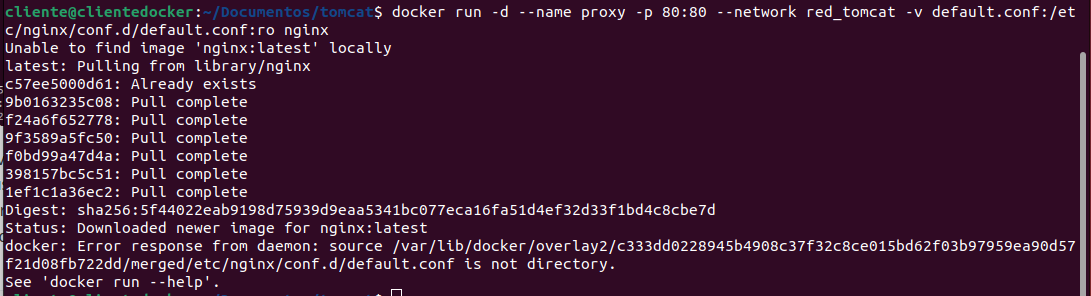 cliente@clientedocker:~/Documentos/tomcat$ docker run -d --name proxy -p 80:80 --network red_tomcat -v default.conf:/et
c/nginx/conf.d/default.conf:ro nginx
Unable to find image 'nginx:latest' locally
latest: Pulling from library/nginx
c57ee5000d61: Already exists
9b0163235c08: Pull complete
f24a6f652778: Pull complete
9f3589a5fc50: Pull complete
f0bd99a47d4a: Pull complete
398157bc5c51: Pull complete
1ef1c1a36ec2: Pull complete
Digest: sha256:5f44022eab9198d75939d9eaa5341bc077eca16fa51d4ef32d33f1bd4c8cbe7d
Status: Downloaded newer image for nginx:latest
docker: Error response from daemon: source /var/lib/docker/overlay2/c333dd0228945b4908c37f32c8ce015bd62f03b97959ea90d57
f21d08fb722dd/merged/etc/nginx/conf.d/default.conf is not directory.
See 'docker run --help'.